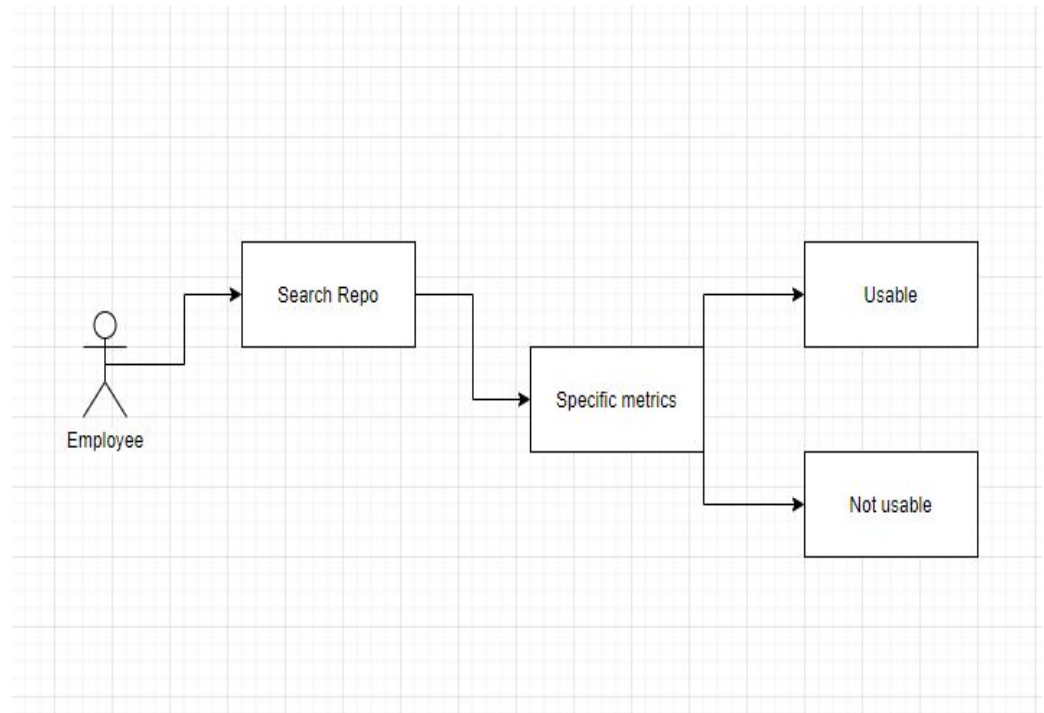 Employee
Search Repo
Specific metrics
Usable
Not usable